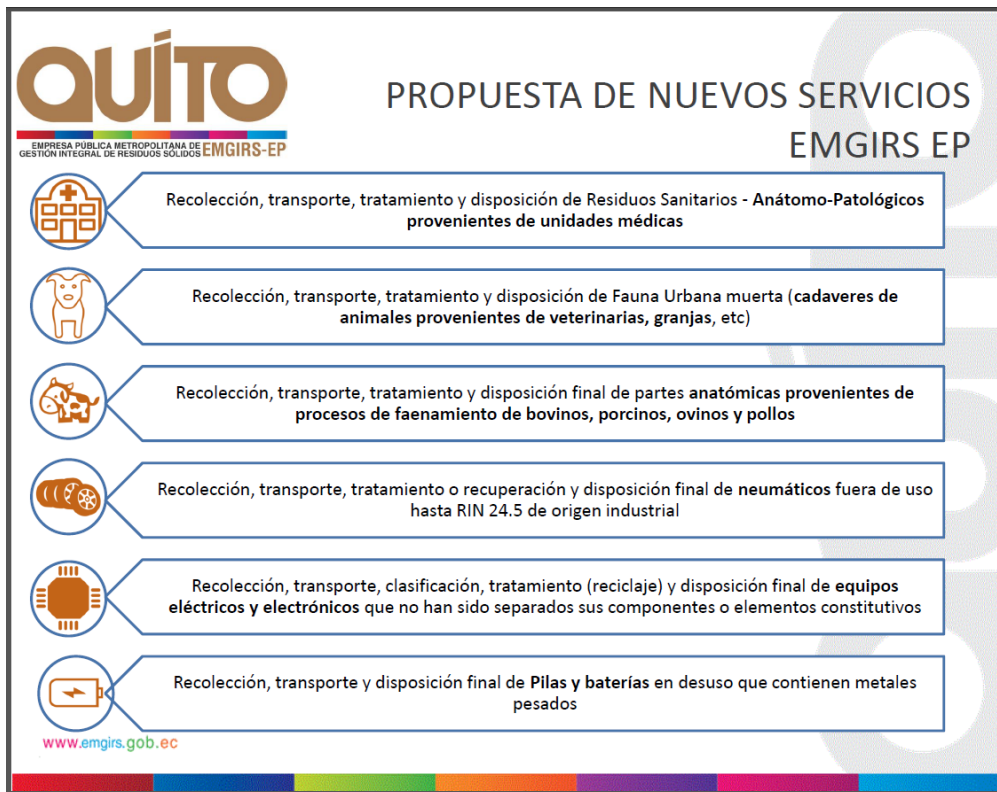 QUITO
EMPRESA PÚBLICA METROPOLITANA DE
GESTIÓN INTEGRAL DE RESIDUOS SÓLIDOS EMGIRS-EP
PROPUESTA DE NUEVOS SERVICIOS
EMGIRS EP
Recolección, transporte, tratamiento y disposición de Residuos Sanitarios - Anátomo-Patológicos
provenientes de unidades médicas
Recolección, transporte, tratamiento y disposición de Fauna Urbana muerta (cadaveres de
animales provenientes de veterinarias, granjas, etc)
Recolección, transporte, tratamiento y disposición final de partes anatómicas provenientes de
procesos de faenamiento de bovinos, porcinos, ovinos y pollos
Recolección, transporte, tratamiento o recuperación y disposición final de neumáticos fuera de uso
hasta RIN 24.5 de origen industrial
Recolección, transporte, clasificación, tratamiento (reciclaje) y disposición final de equipos
eléctricos y electrónicos que no han sido separados sus componentes o elementos constitutivos
Recolección, transporte y disposición final de Pilas y baterías en desuso que contienen metales
pesados
www.emgirs.gob.ec